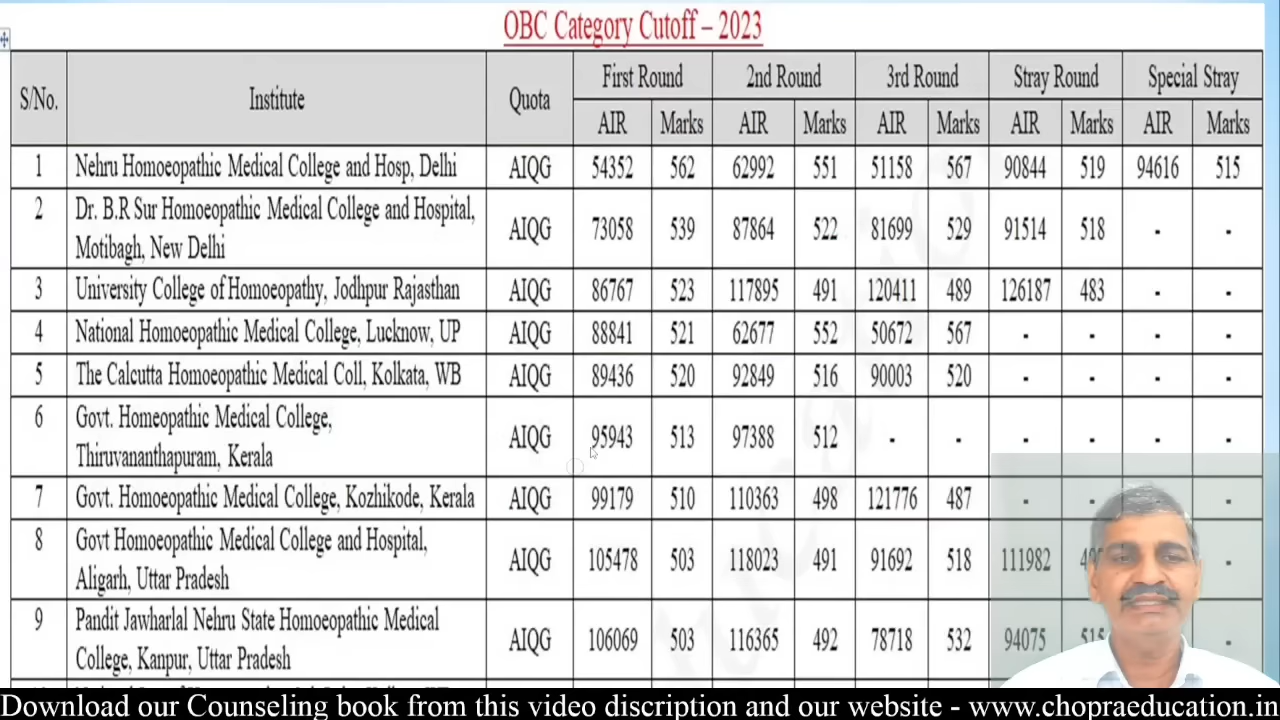 OBC Category Cutoff – 2023
S/No. Institute Quota First Round 2nd Round 3rd Round Stray Round Special Stray
AIR Marks AIR Marks AIR Marks AIR Marks AIR Marks
1 Nehru Homoeopathic Medical College and Hosp, Delhi AIQG 54352 562 62992 551 51158 567 90844 519 94616 515
2 Dr. B.R Sur Homoeopathic Medical College and Hospital,
Motibagh, New Delhi AIQG 73058 539 87864 522 81699 529 91514 518 - -
3 University College of Homoeopathy, Jodhpur Rajasthan AIQG 86767 523 117895 491 120411 489 126187 483 - -
4 National Homoeopathic Medical College, Lucknow, UP AIQG 88841 521 62677 552 50672 567 - - - -
5 The Calcutta Homoeopathic Medical Coll, Kolkata, WB AIQG 89436 520 92849 516 90003 520 - - - -
6 Govt. Homeopathic Medical College,
Thiruvananthapuram, Kerala AIQG 95943 513 97388 512 - - - - - -
7 Govt. Homoeopathic Medical College, Kozhikode, Kerala AIQG 99179 510 110363 498 121776 487 - - - -
8 Govt Homoeopathic Medical College and Hospital,
Aligarh, Uttar Pradesh AIQG 105478 503 118023 491 91692 518 111982 -
9 Pandit Jawharlal Nehru State Homoeopathic Medical
College, Kanpur, Uttar Pradesh AIQG 106069 503 116365 492 78718 532 94075 515 -
Download our Counseling book from this video discription and our website - www.chopraeducation.in